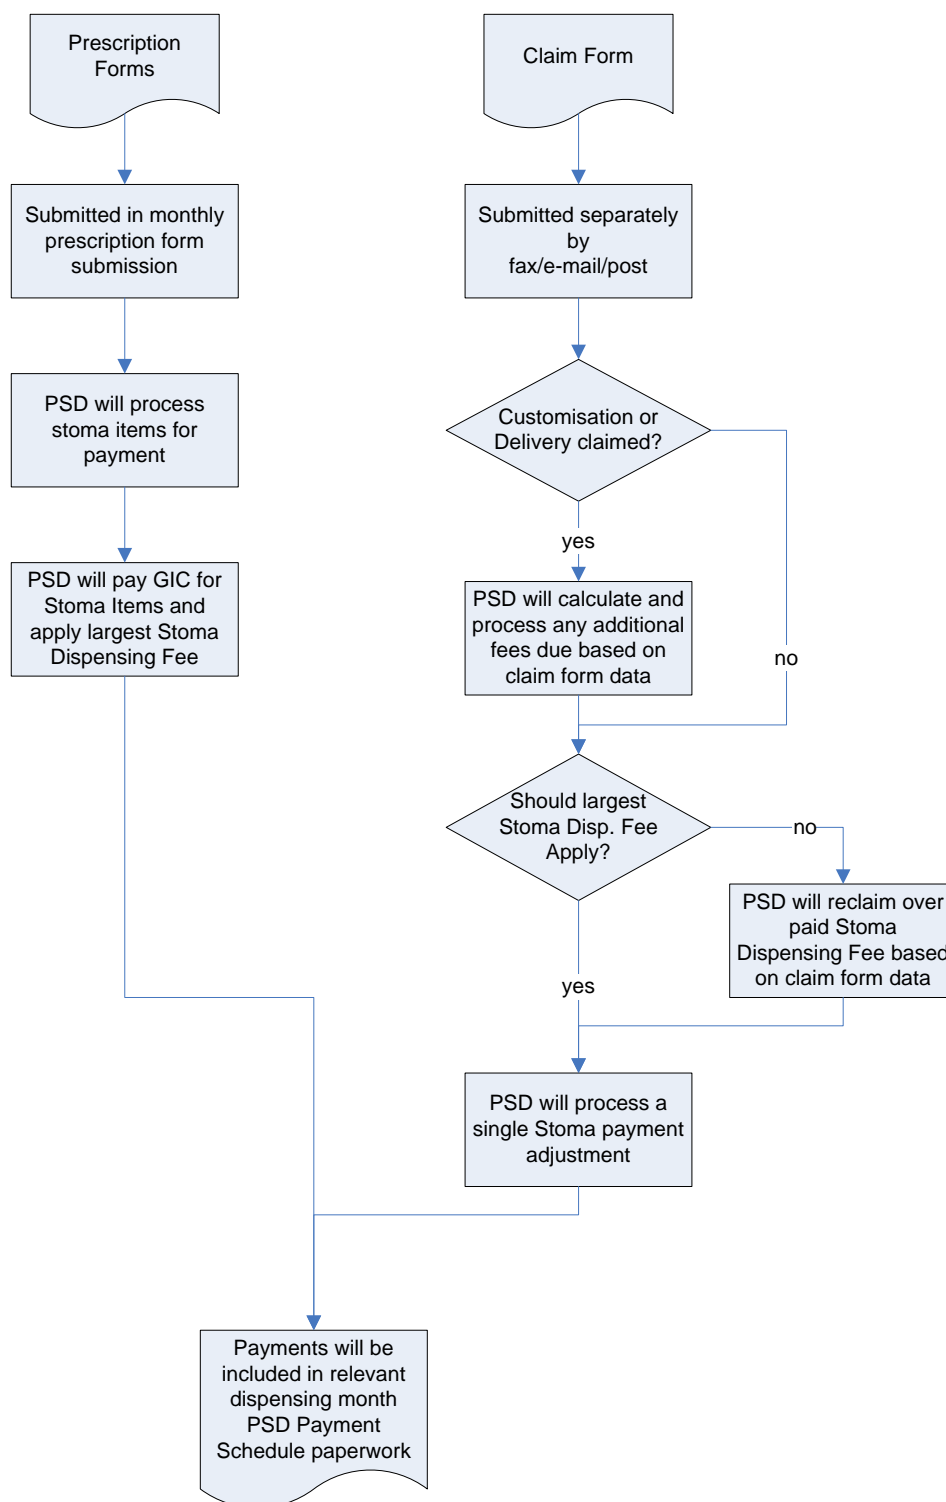 Prescription
Forms
Claim Form
Submitted in monthly
prescription form
submission
Submitted separately
by
fax/e-mail/post
PSD will process
stoma items for
payment
Customisation or
Delivery claimed?
yes
no
PSD will pay GIC for
Stoma Items and
apply largest Stoma
Dispensing Fee
PSD will calculate and
process any additional
fees due based on
claim form data
Should largest
Stoma Disp. Fee
Apply?
no
yes
PSD will reclaim over
paid Stoma
Dispensing Fee based
on claim form data
PSD will process a
single Stoma payment
adjustment
Payments will be
included in relevant
dispensing month
PSD Payment
Schedule paperwork